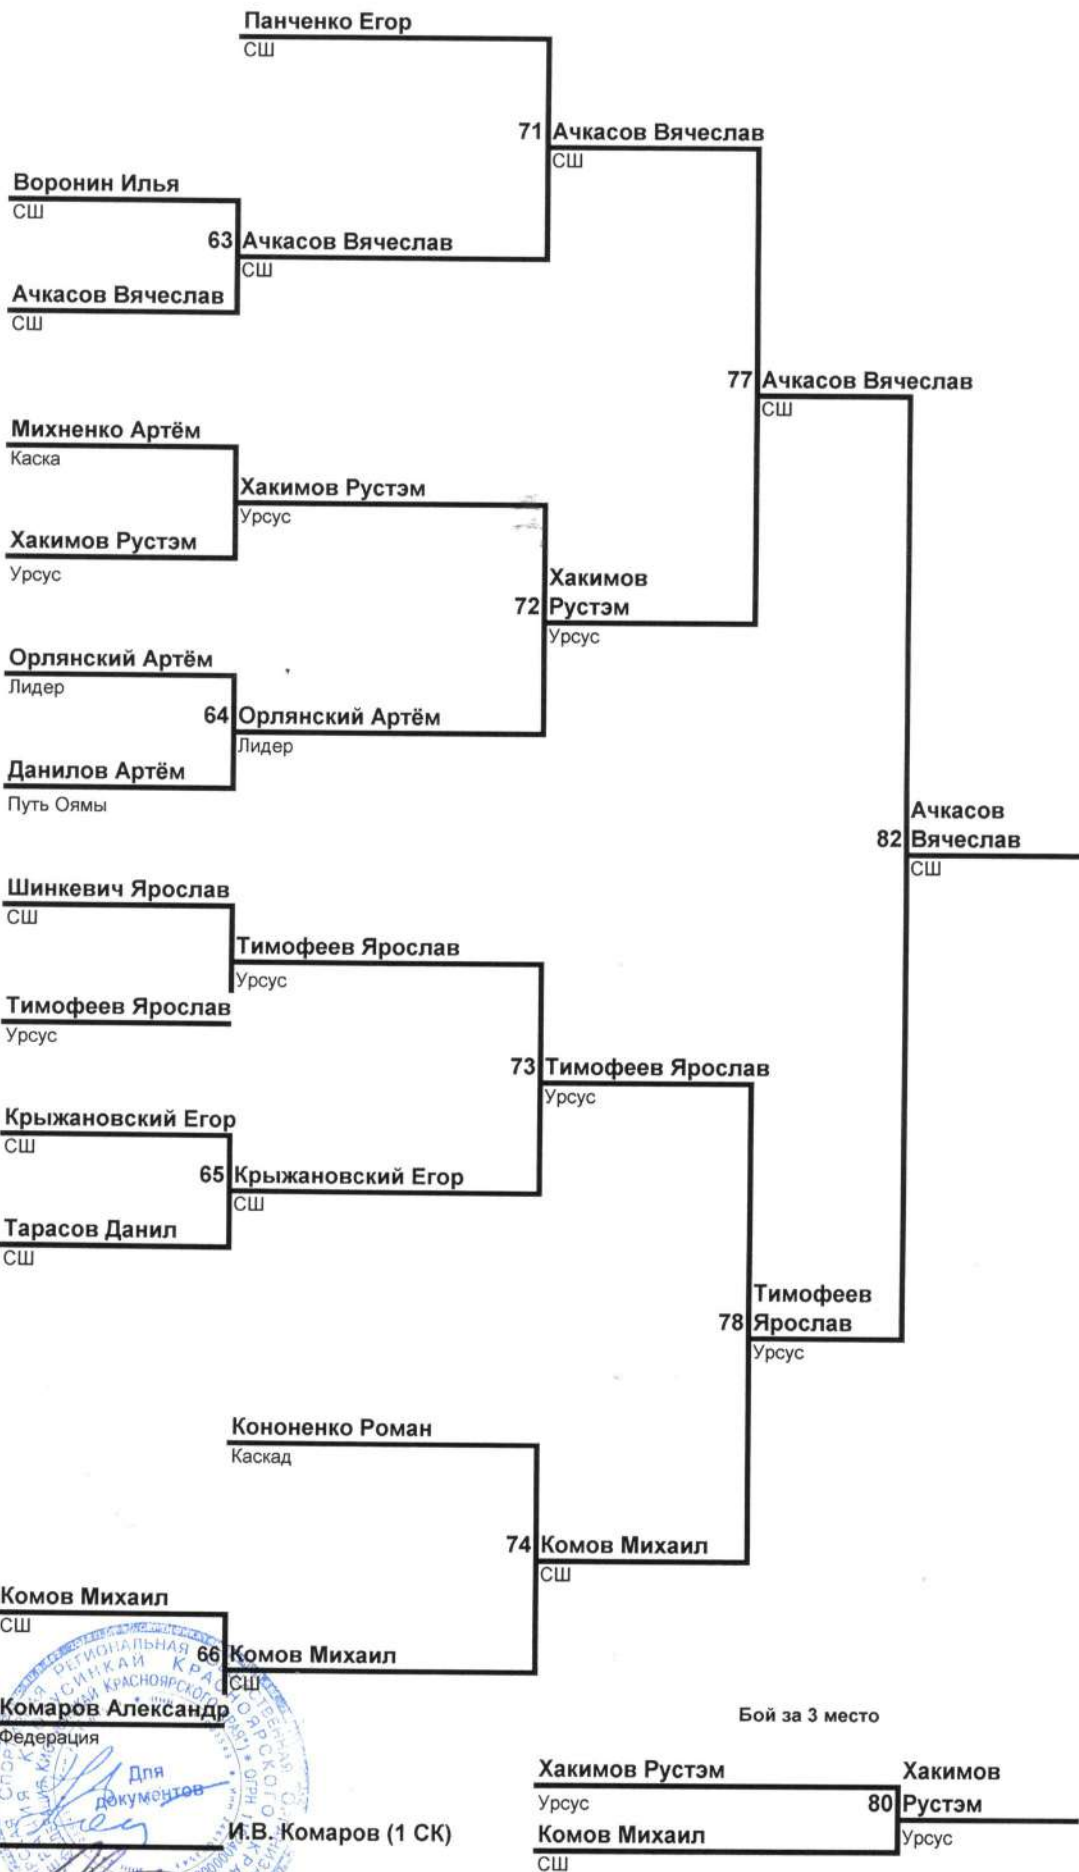 Панченко Егор
СШ
71 Ачкасов Вячеслав
СШ
Воронин Илья
СШ
63 Ачкасов Вячеслав
СШ
Ачкасов Вячеслав
СШ
77 Ачкасов Вячеслав
СШ
Михненко Артём
Каска
Хакимов Рустэм
Урсус
Хакимов Рустэм
Урсус
Хакимов
72 Рустэм
Урсус
Орлянский Артём
Лидер
64 Орлянский Артём
Лидер
Данилов Артём
Путь Оямы
Ачкасов
82 Вячеслав
СШ
Шинкевич Ярослав
СШ
Тимофеев Ярослав
Урсус
Тимофеев Ярослав
Урсус
73 Тимофеев Ярослав
Урсус
Крыжановский Егор
СШ
65 Крыжановский Егор
СШ
Тарасов Данил
СШ
Тимофеев
78 Ярослав
Урсус
Кононенко Роман
Каскад
74 Комов Михаил
СШ
Комов Михаил
СШ
66 Комов Михаил
СШ
Комаров Александр
Федерация
Для
документов
И.В. Комаров (1 СК)
Бой за 3 место
Хакимов Рустэм
Урсус
Комов Михаил
СШ
Хакимов
80 Рустэм
Урсус